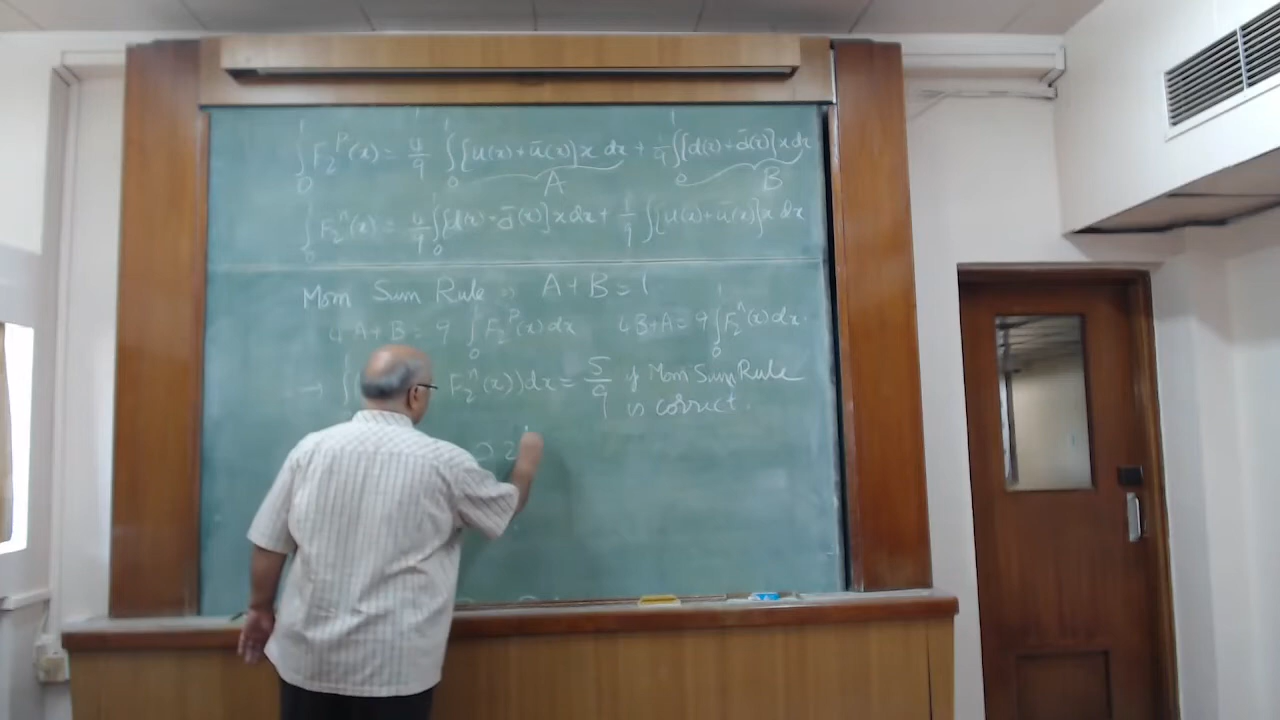 ∫₀¹ F₂ᵖ(x) = 4/9 ∫₀¹ [u(x) + ū(x)] x dx + 1/9 ∫₀¹ [d(x) + d̄(x)] x dx
A B
∫₀¹ F₂ⁿ(x) = 4/9 ∫₀¹ [d(x) + d̄(x)] x dx + 1/9 ∫ [u(x) + ū(x)] x dx
Mom Sum Rule ⇒ A + B = 1
4A + B = 9 ∫₀¹ F₂ᵖ(x) dx 4B + A = 9 ∫₀¹ F₂ⁿ(x) dx.
→ ∫ ( F₂ⁿ(x)) dx = 5/9 if Mom Sum Rule
is correct.